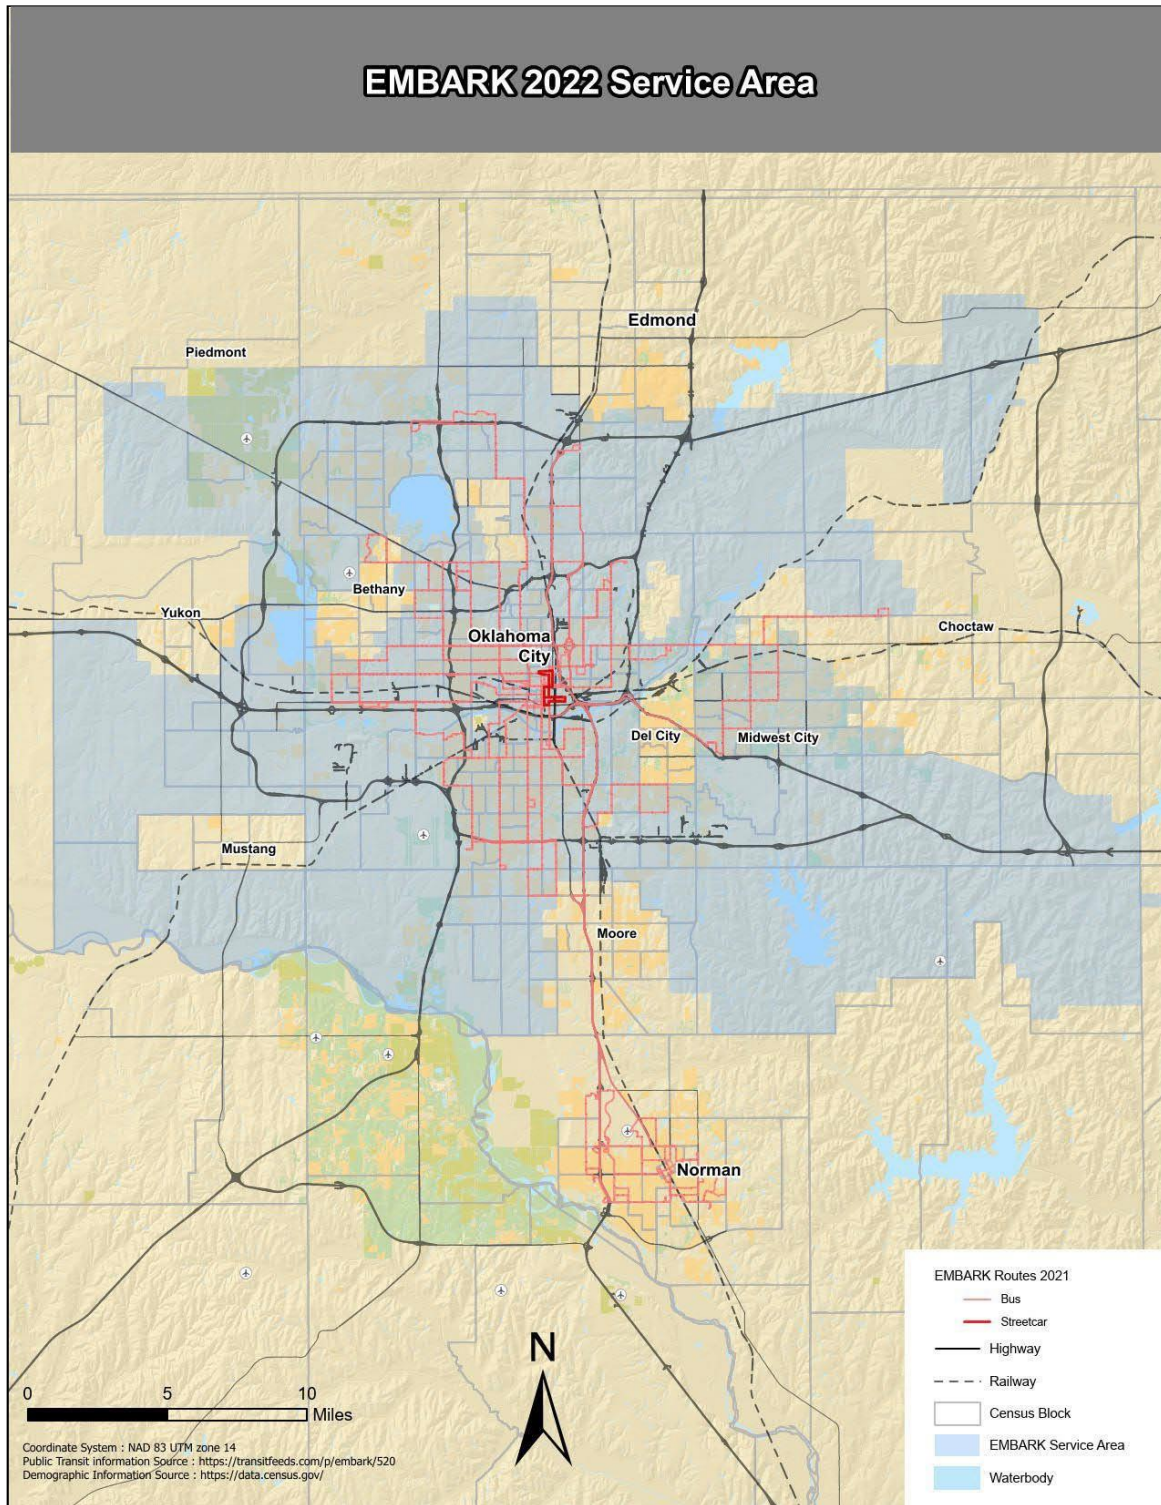 EMBARK 2022 Service Area
Edmond
Piedmont
Bethany
Yukon
Oklahoma
City
Choctaw
Del City
Midwest City
Mustang
Moore
Norman
EMBARK Routes 2021
Bus
Streetcar
Highway
Railway
Census Block
EMBARK Service Area
Waterbody
N
0 5 10
Miles
Coordinate System : NAD 83 UTM zone 14
Public Transit information Source : https://transitfeeds.com/p/embark/520
Demographic Information Source : https://data.census.gov/